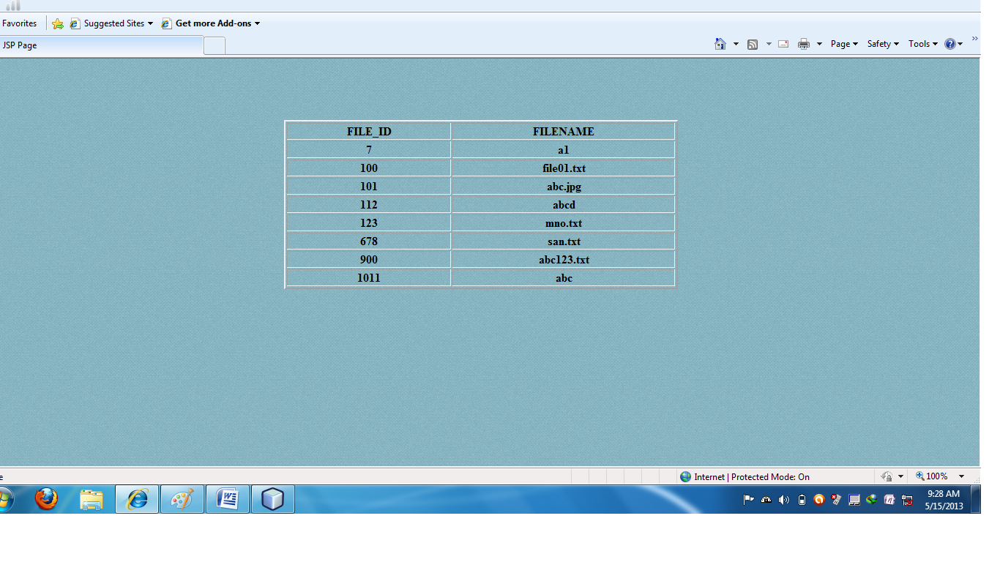 Favorites Suggested Sites Get more Add-ons
JSP Page Page Safety Tools
FILE_ID FILENAME
7 a1
100 file01.txt
101 abc.jpg
112 abcd
123 mno.txt
678 san.txt
900 abc123.txt
1011 abc
e Internet | Protected Mode: On 100%
9:28 AM
5/15/2013